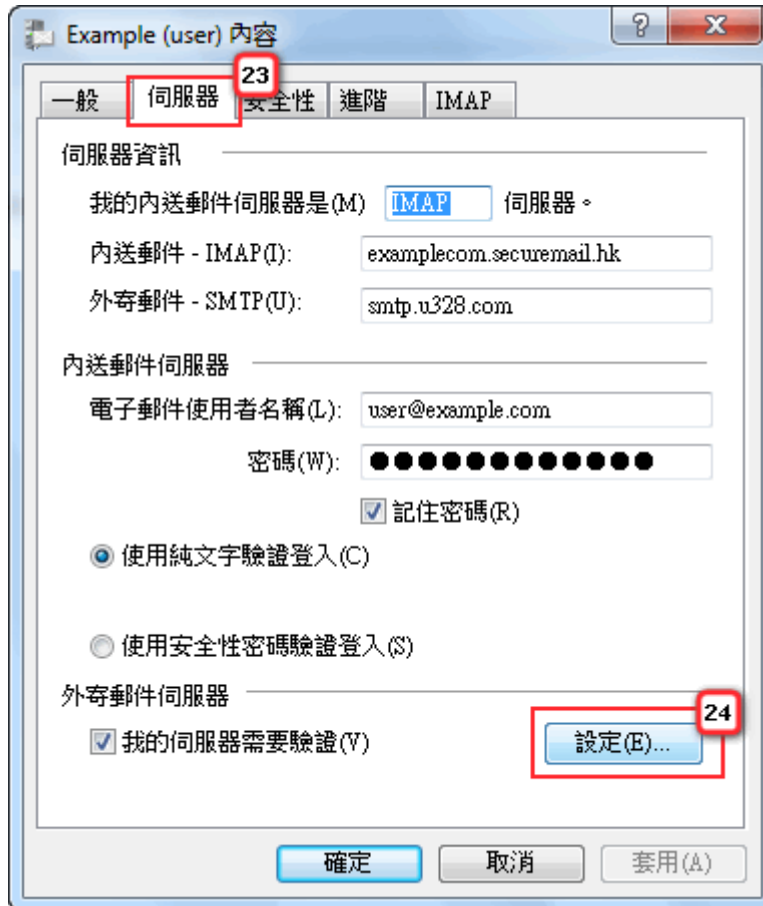 Example (user) 內容
23
一般 伺服器 安全性 進階 IMAP
伺服器資訊
我的內送郵件伺服器是(M) IMAP 伺服器。
內送郵件 - IMAP(I): examplecom.securemail.hk
外寄郵件 - SMTP(U): smtp.u328.com
內送郵件伺服器
電子郵件使用者名稱(L): user@example.com
密碼(W): ●●●●●●●●●●●●
記住密碼(R)
使用純文字驗證登入(C)
使用安全性密碼驗證登入(S)
外寄郵件伺服器
24
我的伺服器需要驗證(V) 設定(E)...
確定 取消 套用(A)